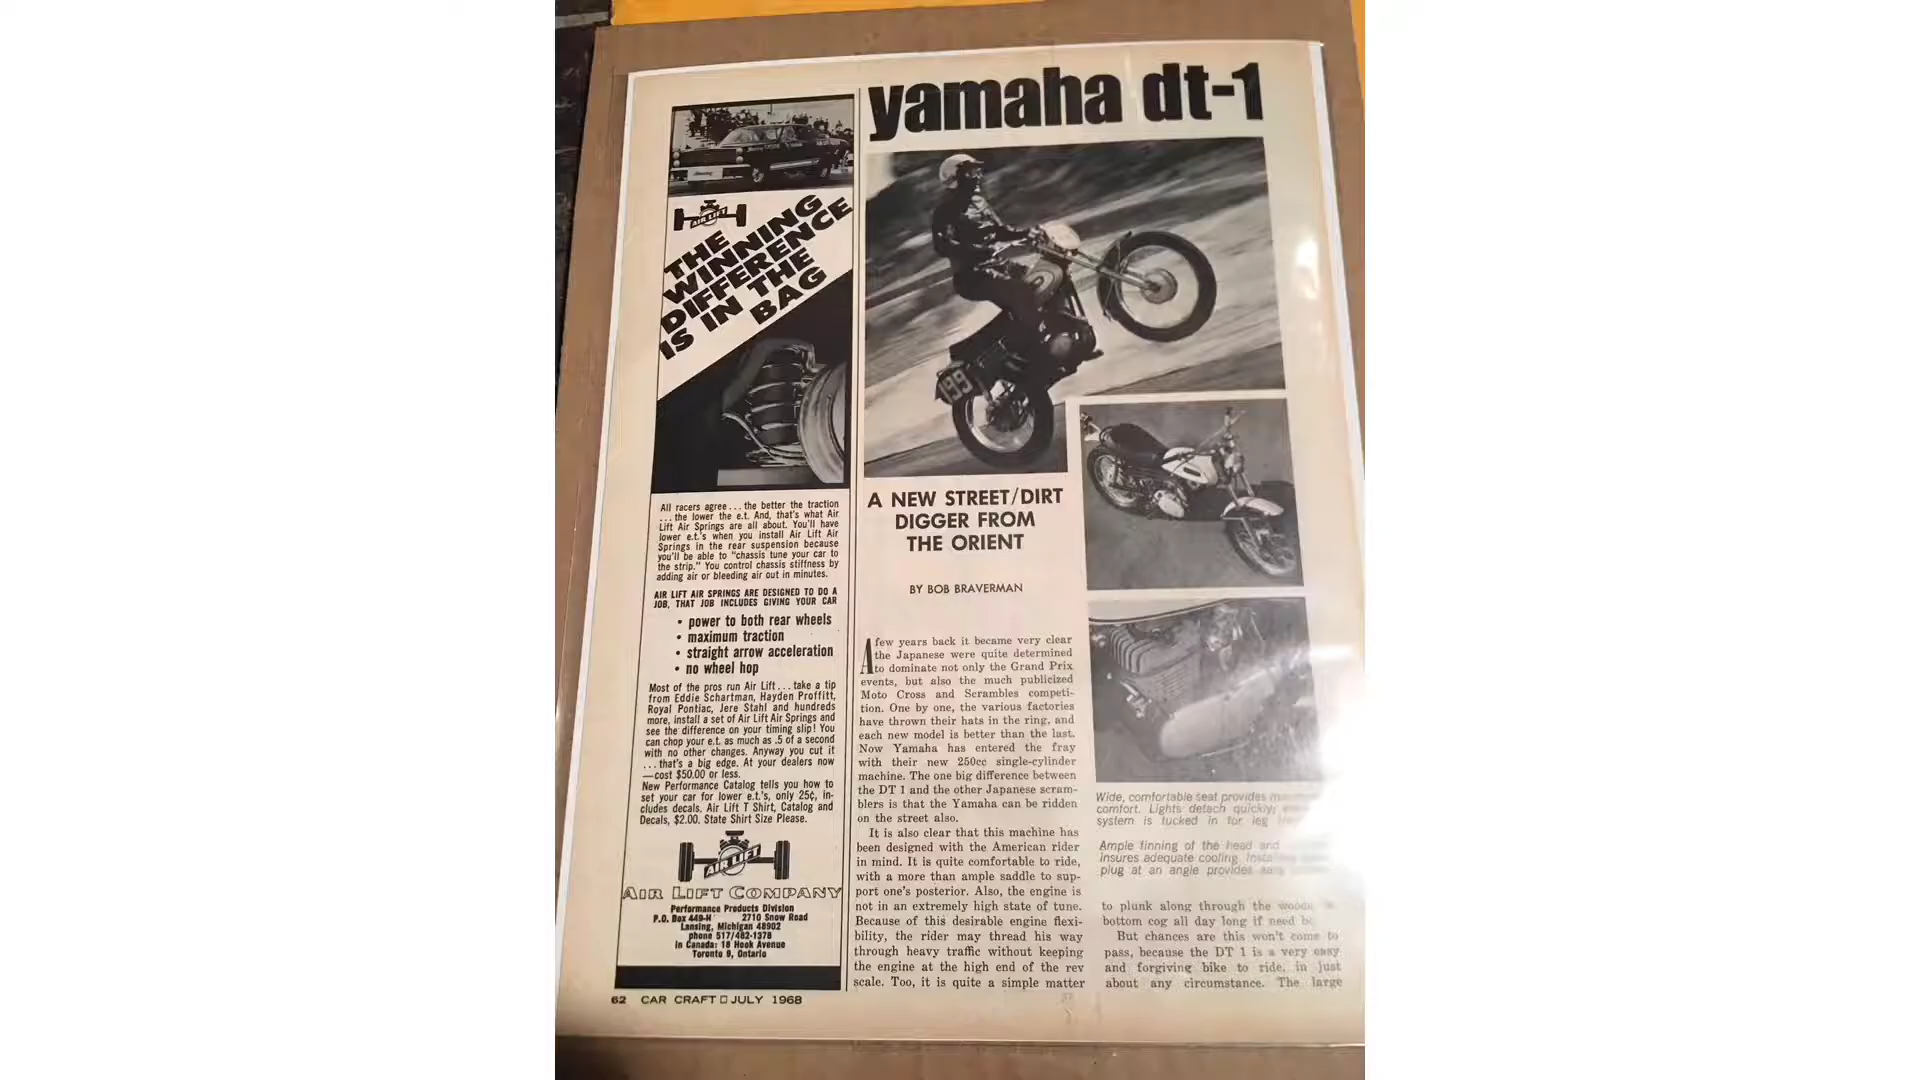 AIR LIFT
THE
WINNING
DIFFERENCE
IS IN THE
BAG
All racers agree... the better the traction
... the lower the e.t. And, that's what Air
Lift Air Springs are all about. You'll have
lower e.t.'s when you install Air Lift Air
Springs in the rear suspension because
you'll be able to "chassis tune your car to
the strip." You control chassis stiffness by
adding air or bleeding air out in minutes.
AIR LIFT AIR SPRINGS ARE DESIGNED TO DO A
JOB, THAT JOB INCLUDES GIVING YOUR CAR
• power to both rear wheels
• maximum traction
• straight arrow acceleration
• no wheel hop
Most of the pros run Air Lift... take a tip
from Eddie Schartman, Hayden Proffitt,
Royal Pontiac, Jere Stahl and hundreds
more, install a set of Air Lift Air Springs and
see the difference on your timing slip! You
can chop your e.t. as much as .5 of a second
with no other changes. Anyway you cut it
... that's a big edge. At your dealers now
—cost $50.00 or less.
New Performance Catalog tells you how to
set your car for lower e.t.'s, only 25¢, in-
cludes decals. Air Lift T Shirt, Catalog and
Decals, $2.00. State Shirt Size Please.
AIR LIFT
AIR LIFT COMPANY
Performance Products Division
P.O. Box 449-H 2710 Snow Road
Lansing, Michigan 48902
phone 517/482-1378
In Canada: 18 Hook Avenue
Toronto 9, Ontario
yamaha dt-1
199
A NEW STREET/DIRT
DIGGER FROM
THE ORIENT
BY BOB BRAVERMAN
A few years back it became very clear
the Japanese were quite determined
to dominate not only the Grand Prix
events, but also the much publicized
Moto Cross and Scrambles competi-
tion. One by one, the various factories
have thrown their hats in the ring, and
each new model is better than the last.
Now Yamaha has entered the fray
with their new 250cc single-cylinder
machine. The one big difference between
the DT 1 and the other Japanese scram-
blers is that the Yamaha can be ridden
on the street also.
It is also clear that this machine has
been designed with the American rider
in mind. It is quite comfortable to ride,
with a more than ample saddle to sup-
port one's posterior. Also, the engine is
not in an extremely high state of tune.
Because of this desirable engine flexi-
bility, the rider may thread his way
through heavy traffic without keeping
the engine at the high end of the rev
scale. Too, it is quite a simple matter
Wide, comfortable seat provides
comfort. Lights detach quickly,
system is tucked in for leg
Ample finning of the head and
insures adequate cooling.
plug at an angle provides
to plunk along through the woods
bottom cog all day long if need
But chances are this won't come to
pass, because the DT 1 is a very easy
and forgiving bike to ride, in just
about any circumstance. The large
62 CAR CRAFT □ JULY 1968